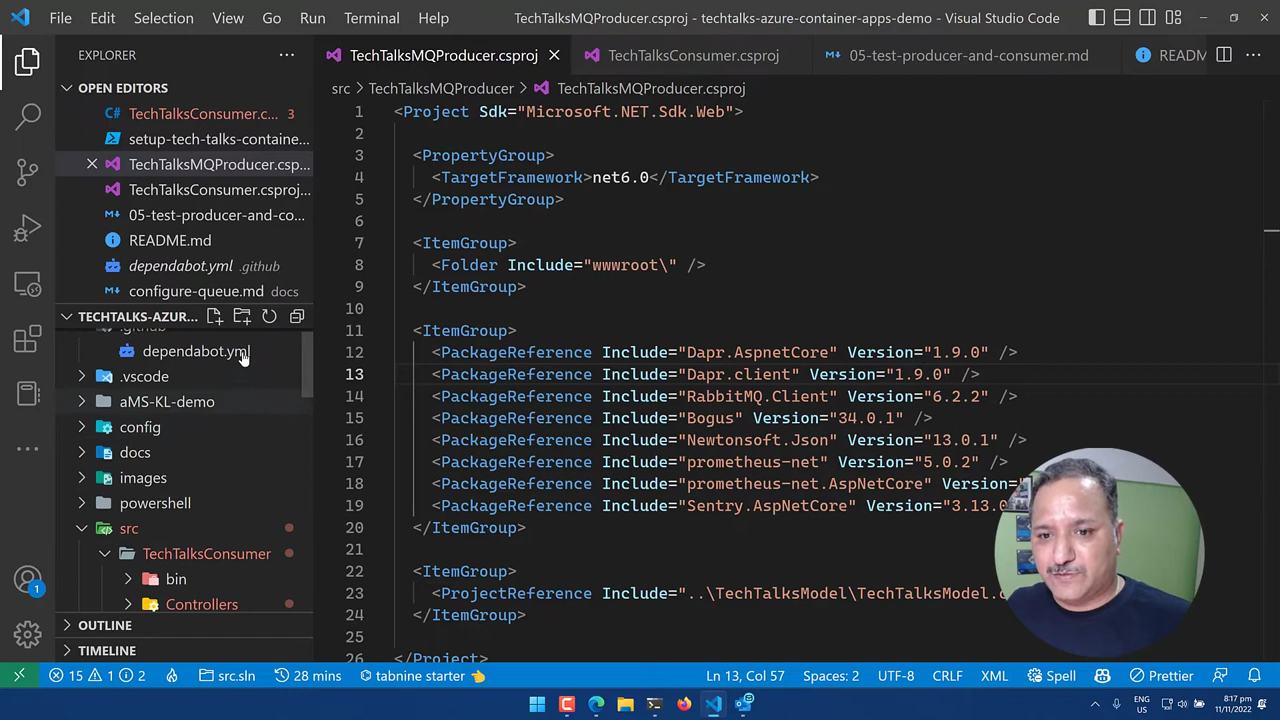 File Edit Selection View Go Run Terminal Help TechTalksMQProducer.csproj - techtalks-azure-container-apps-demo - Visual Studio Code
EXPLORER
TechTalksMQProducer.csproj TechTalksConsumer.csproj 05-test-producer-and-consumer.md READM
src > TechTalksMQProducer > TechTalksMQProducer.csproj
OPEN EDITORS
TechTalksConsumer.c... 3
setup-tech-talks-containe...
TechTalksMQProducer.csp...
TechTalksConsumer.csproj...
05-test-producer-and-co...
README.md
dependabot.yml .github
configure-queue.md docs
TECHTALKS-AZUR...
.github
dependabot.yml
.vscode
aMS-KL-demo
config
docs
images
powershell
src
TechTalksConsumer
bin
Controllers
OUTLINE
TIMELINE
1 <Project Sdk="Microsoft.NET.Sdk.Web">
2
3 <PropertyGroup>
4 <TargetFramework>net6.0</TargetFramework>
5 </PropertyGroup>
6
7 <ItemGroup>
8 <Folder Include="wwwroot\" />
9 </ItemGroup>
10
11 <ItemGroup>
12 <PackageReference Include="Dapr.AspnetCore" Version="1.9.0" />
13 <PackageReference Include="Dapr.client" Version="1.9.0" />
14 <PackageReference Include="RabbitMQ.Client" Version="6.2.2" />
15 <PackageReference Include="Bogus" Version="34.0.1" />
16 <PackageReference Include="Newtonsoft.Json" Version="13.0.1" />
17 <PackageReference Include="prometheus-net" Version="5.0.2" />
18 <PackageReference Include="prometheus-net.AspNetCore" Version=
19 <PackageReference Include="Sentry.AspNetCore" Version="3.13.0
20 </ItemGroup>
21
22 <ItemGroup>
23 <ProjectReference Include="..\TechTalksModel\TechTalksModel.
24 </ItemGroup>
25
26 </Project>
1
15 1 2 src.sln 28 mins tabnine starter Ln 13, Col 57 Spaces: 2 UTF-8 CRLF XML Spell Prettier
ENG
US
8:17 pm
11/11/2022